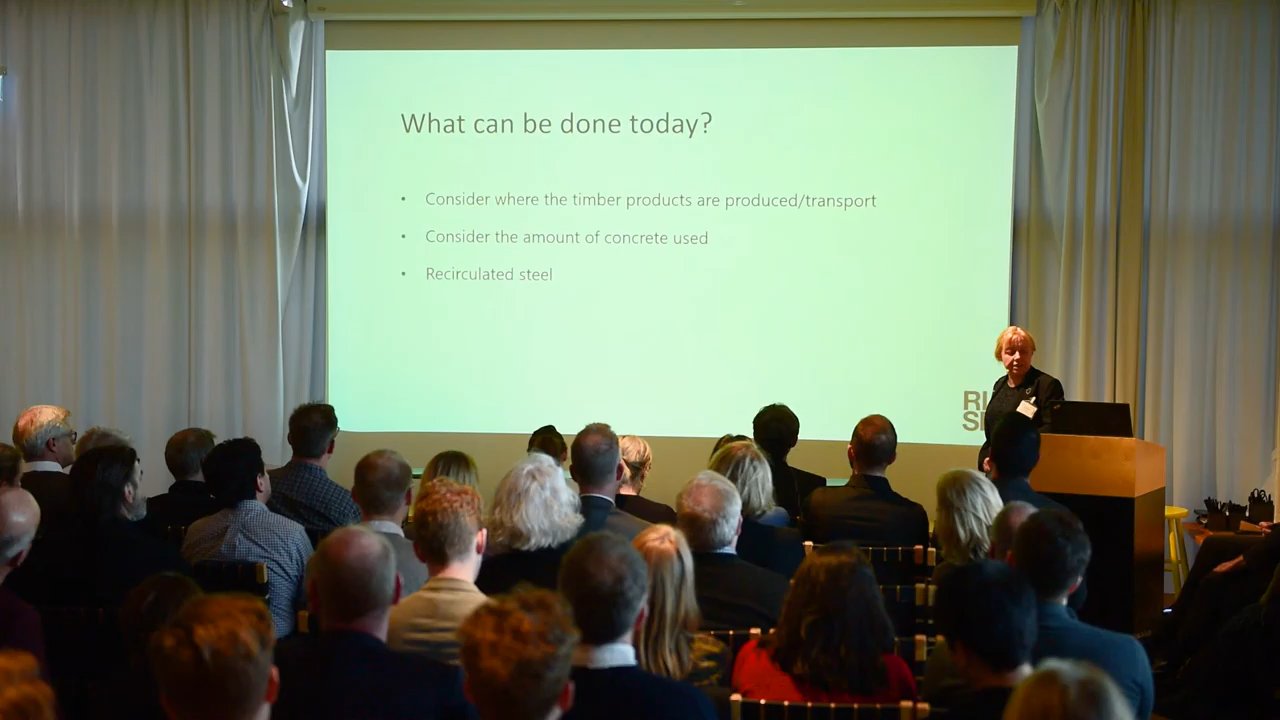 What can be done today?
• Consider where the timber products are produced/transport
• Consider the amount of concrete used
• Recirculated steel